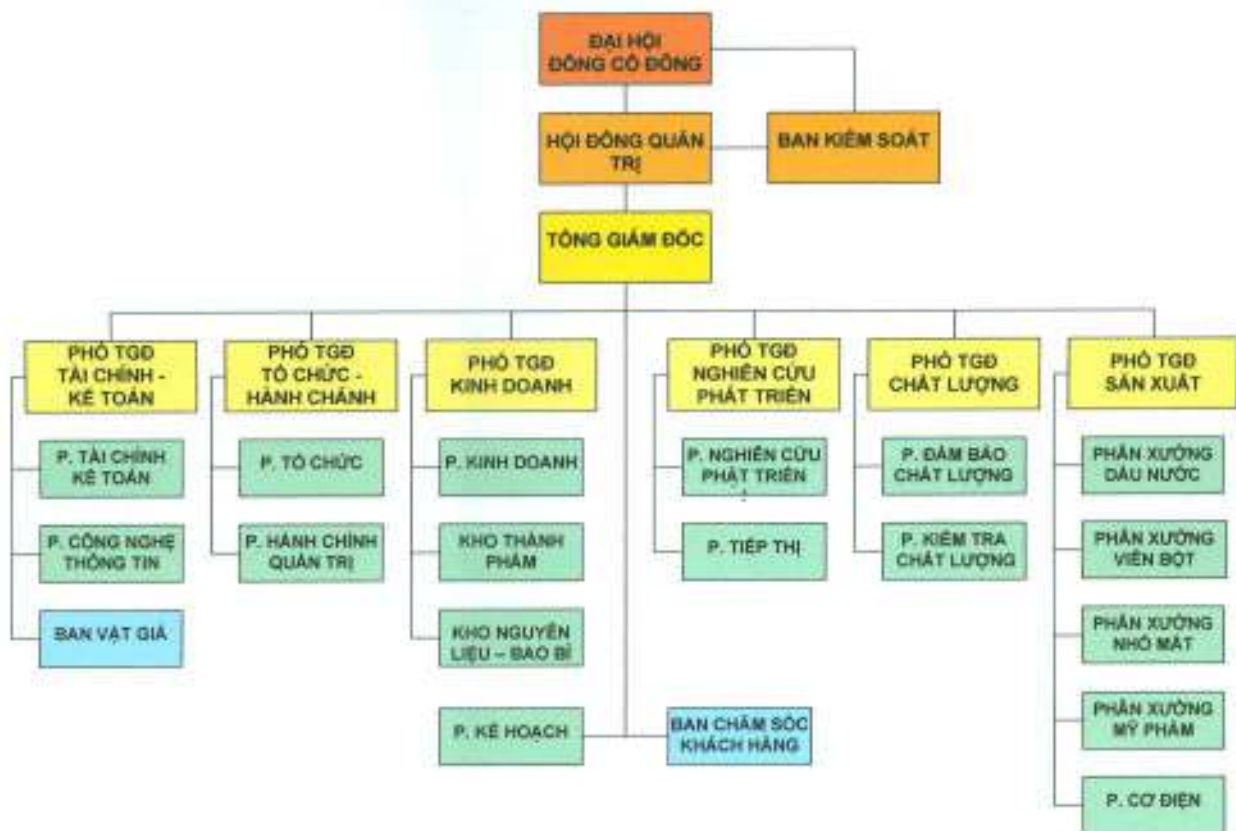 ĐẠI HỘI
ĐỒNG CỔ ĐÔNG
HỘI ĐỒNG QUẢN
TRỊ
BAN KIỂM SOÁT
TỔNG GIÁM ĐỐC
PHÓ TGĐ
TÀI CHÍNH -
KẾ TOÁN
PHÓ TGĐ
TỔ CHỨC -
HÀNH CHÁNH
PHÓ TGĐ
KINH DOANH
PHÓ TGĐ
NGHIÊN CỨU
PHÁT TRIỂN
PHÓ TGĐ
CHẤT LƯỢNG
PHÓ TGĐ
SẢN XUẤT
P. TÀI CHÍNH
KẾ TOÁN
P. TỔ CHỨC
P. KINH DOANH
P. NGHIÊN CỨU
PHÁT TRIỂN
P. ĐẢM BẢO
CHẤT LƯỢNG
PHÂN XƯỞNG
DẦU NƯỚC
P. CÔNG NGHỆ
THÔNG TIN
P. HÀNH CHÍNH
QUẢN TRỊ
KHO THÀNH
PHẨM
P. TIẾP THỊ
P. KIỂM TRA
CHẤT LƯỢNG
PHÂN XƯỞNG
VIÊN BỘT
BAN VẬT GIÁ
KHO NGUYÊN
LIỆU – BAO BÌ
PHÂN XƯỞNG
NHỎ MẮT
P. KẾ HOẠCH
BAN CHĂM SÓC
KHÁCH HÀNG
PHÂN XƯỞNG
MỸ PHẨM
P. CƠ ĐIỆN